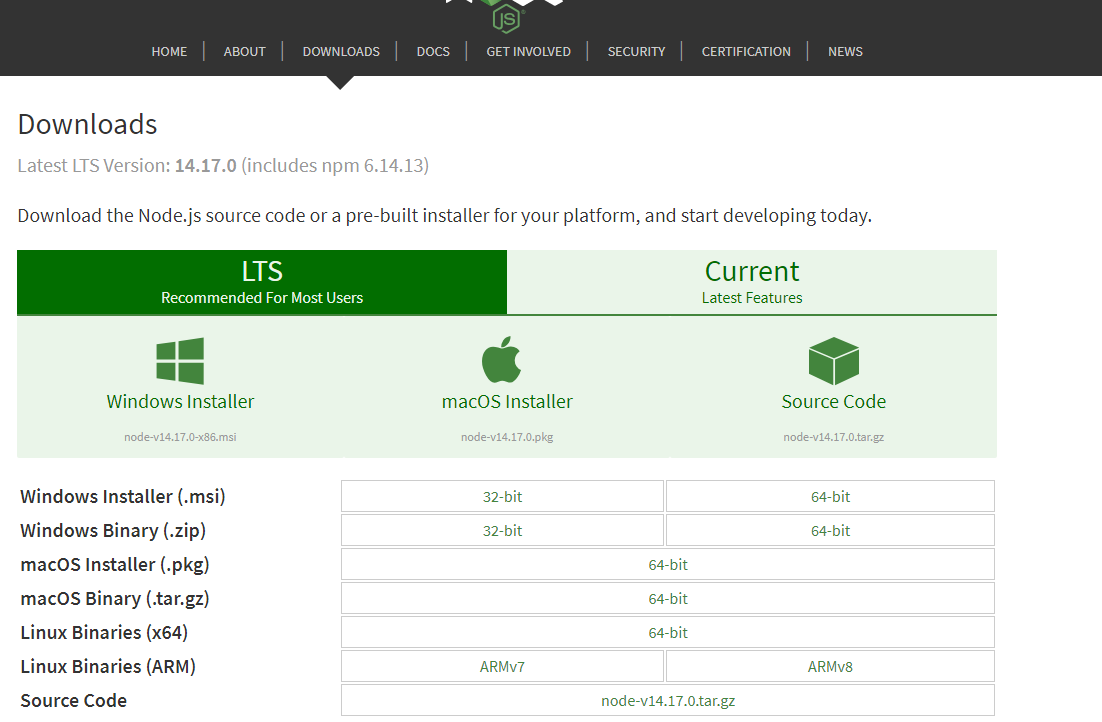 JS
HOME ABOUT DOWNLOADS DOCS GET INVOLVED SECURITY CERTIFICATION NEWS
Downloads
Latest LTS Version: 14.17.0 (includes npm 6.14.13)
Download the Node.js source code or a pre-built installer for your platform, and start developing today.
LTS
Recommended For Most Users
Current
Latest Features
Windows Installer
node-v14.17.0-x86.msi
macOS Installer
node-v14.17.0.pkg
Source Code
node-v14.17.0.tar.gz
Windows Installer (.msi) 32-bit 64-bit
Windows Binary (.zip) 32-bit 64-bit
macOS Installer (.pkg) 64-bit
macOS Binary (.tar.gz) 64-bit
Linux Binaries (x64) 64-bit
Linux Binaries (ARM) ARMv7 ARMv8
Source Code node-v14.17.0.tar.gz